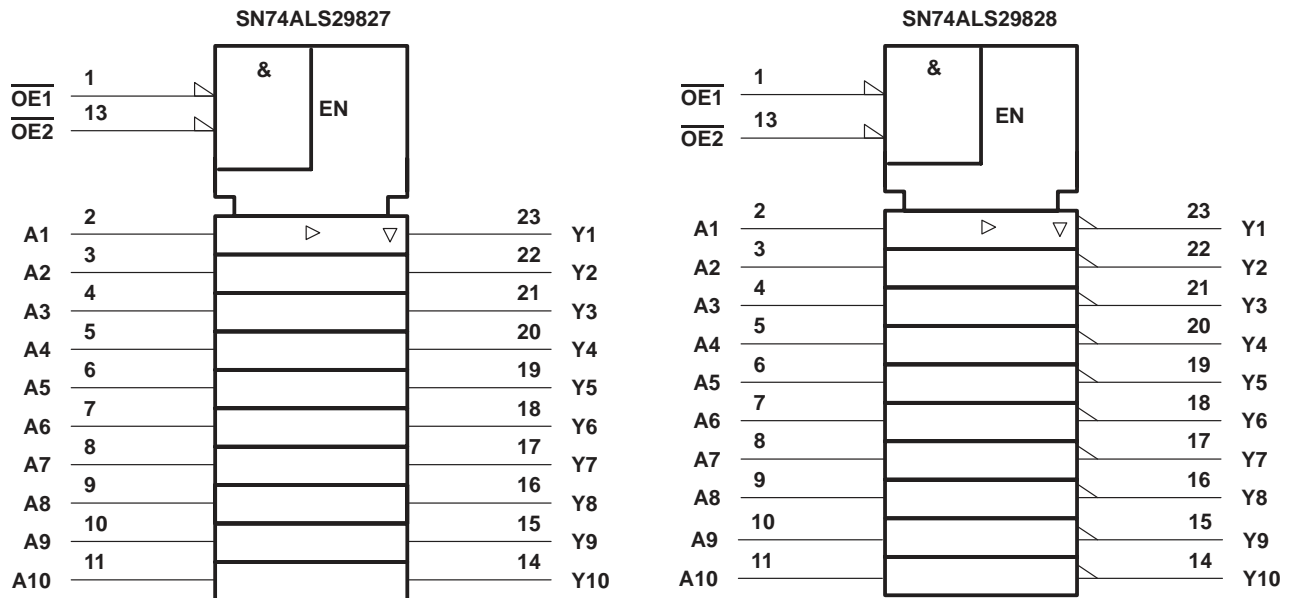 SN74ALS29827
&
EN
OE1 1
OE2 13
A1 2 23 Y1
A2 3 22 Y2
A3 4 21 Y3
A4 5 20 Y4
A5 6 19 Y5
A6 7 18 Y6
A7 8 17 Y7
A8 9 16 Y8
A9 10 15 Y9
A10 11 14 Y10
SN74ALS29828
&
EN
OE1 1
OE2 13
A1 2 23 Y1
A2 3 22 Y2
A3 4 21 Y3
A4 5 20 Y4
A5 6 19 Y5
A6 7 18 Y6
A7 8 17 Y7
A8 9 16 Y8
A9 10 15 Y9
A10 11 14 Y10